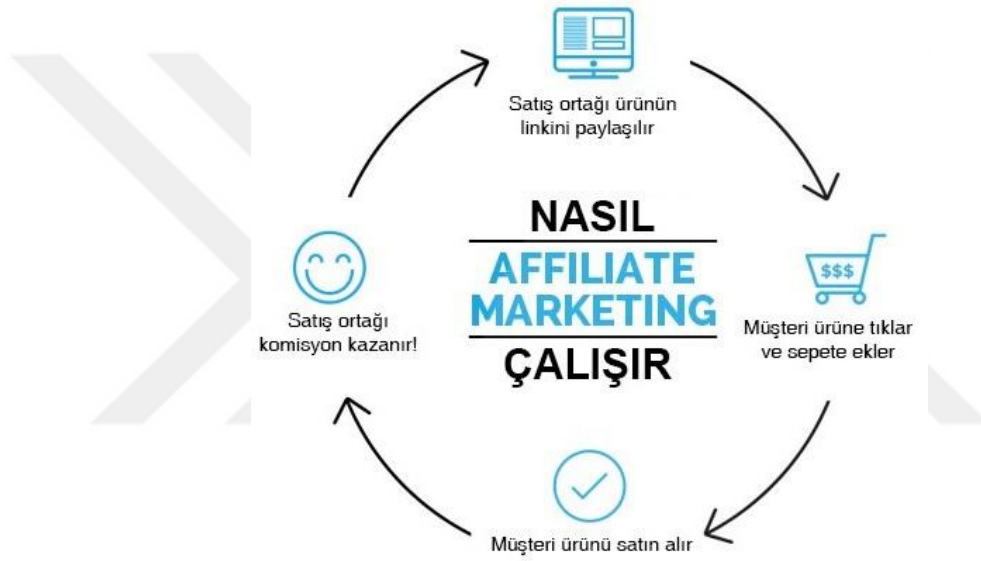 Satış ortağı ürünün
linkini paylaşılır
NASIL
AFFILIATE
MARKETING
ÇALIŞIR
$$$
Müşteri ürüne tıklar
ve sepete ekler
Satış ortağı
komisyon kazanır!
Müşteri ürünü satın alır